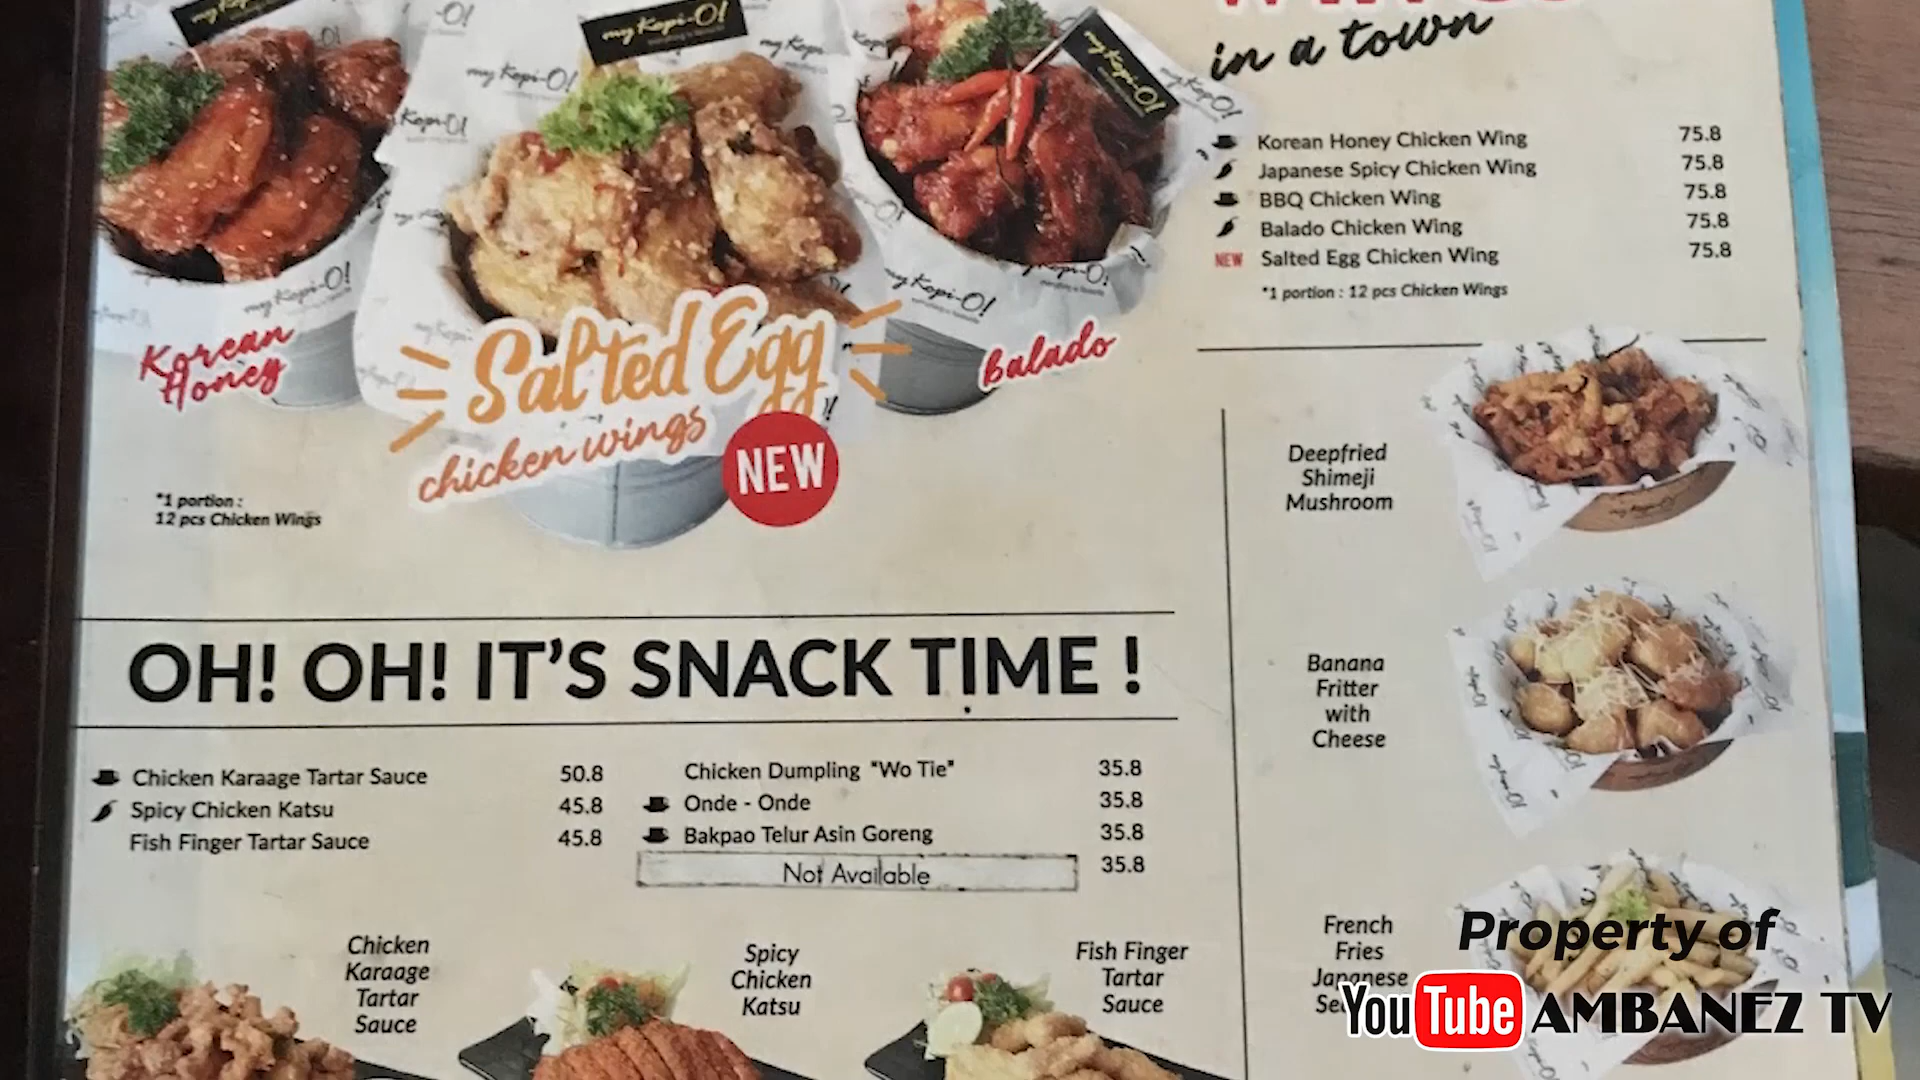 my Kopi-O!
my Kopi-O!
my Kopi-O!
in a town
Korean Honey Chicken Wing 75.8
Japanese Spicy Chicken Wing 75.8
BBQ Chicken Wing 75.8
Balado Chicken Wing 75.8
NEW Salted Egg Chicken Wing 75.8
*1 portion : 12 pcs Chicken Wings
Korean
Honey
Salted Egg
chicken wings
NEW
balado
*1 portion :
12 pcs Chicken Wings
Deepfried
Shimeji
Mushroom
Banana
Fritter
with
Cheese
French
Fries
Japanese
OH! OH! IT'S SNACK TIME !
Chicken Karaage Tartar Sauce 50.8
Spicy Chicken Katsu 45.8
Fish Finger Tartar Sauce 45.8
Chicken Dumpling "Wo Tie" 35.8
Onde - Onde 35.8
Bakpao Telur Asin Goreng 35.8
Not Available 35.8
Chicken
Karaage
Tartar
Sauce
Spicy
Chicken
Katsu
Fish Finger
Tartar
Sauce
Property of
YouTube AMBANEZ TV